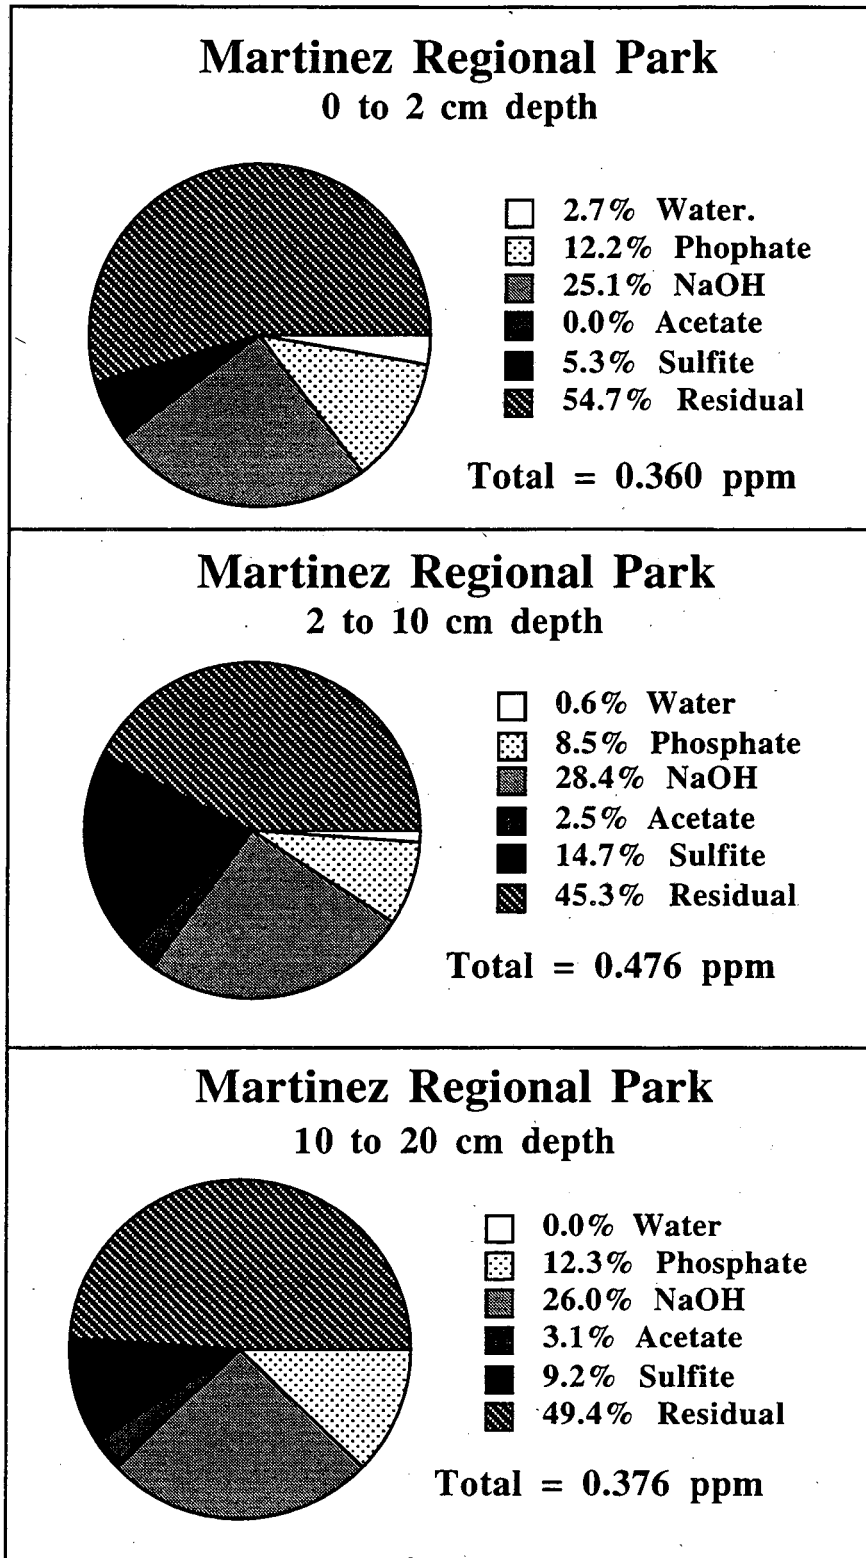 Martinez Regional Park
0 to 2 cm depth
2.7% Water.
12.2% Phophate
25.1% NaOH
0.0% Acetate
5.3% Sulfite
54.7% Residual
Total = 0.360 ppm
Martinez Regional Park
2 to 10 cm depth
0.6% Water
8.5% Phosphate
28.4% NaOH
2.5% Acetate
14.7% Sulfite
45.3% Residual
Total = 0.476 ppm
Martinez Regional Park
10 to 20 cm depth
0.0% Water
12.3% Phosphate
26.0% NaOH
3.1% Acetate
9.2% Sulfite
49.4% Residual
Total = 0.376 ppm